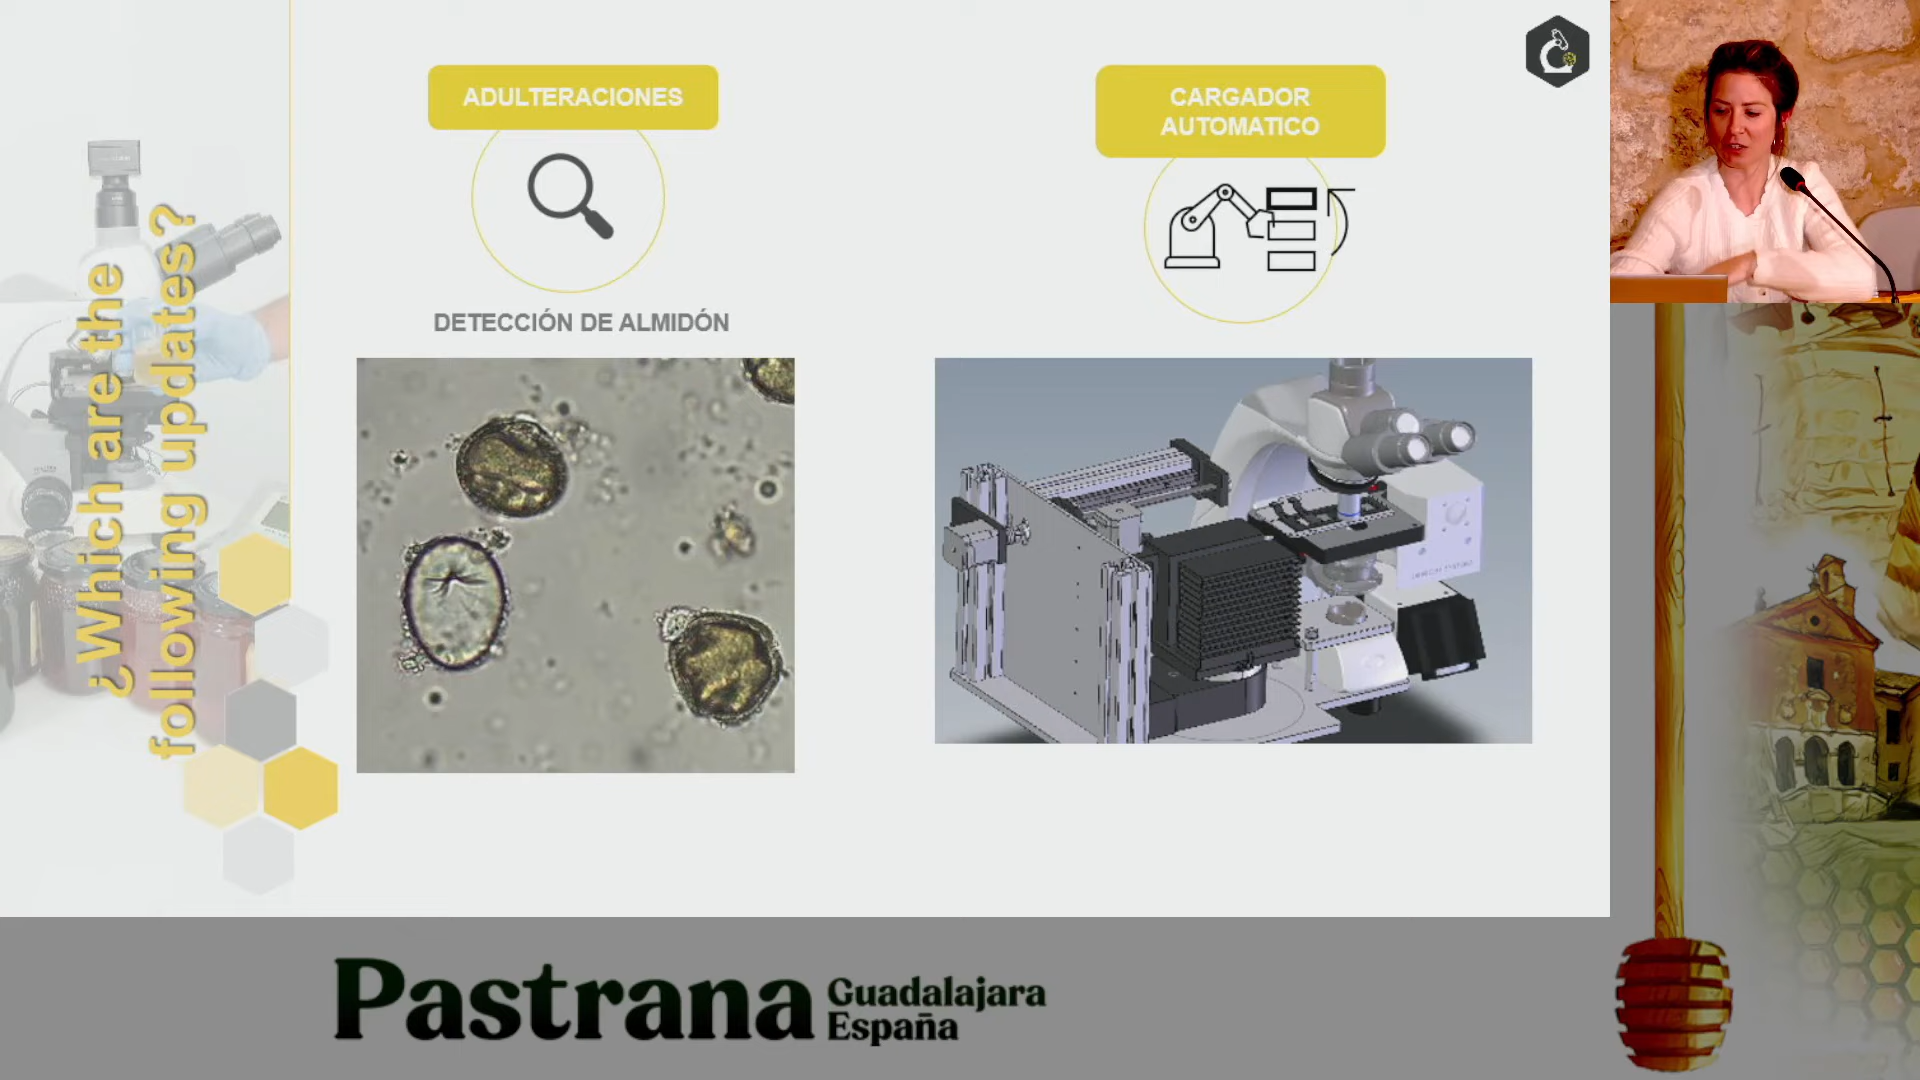 ¿Which are the
following updates?
ADULTERACIONES
DETECCIÓN DE ALMIDÓN
CARGADOR
AUTOMATICO
Pastrana
Guadalajara
España